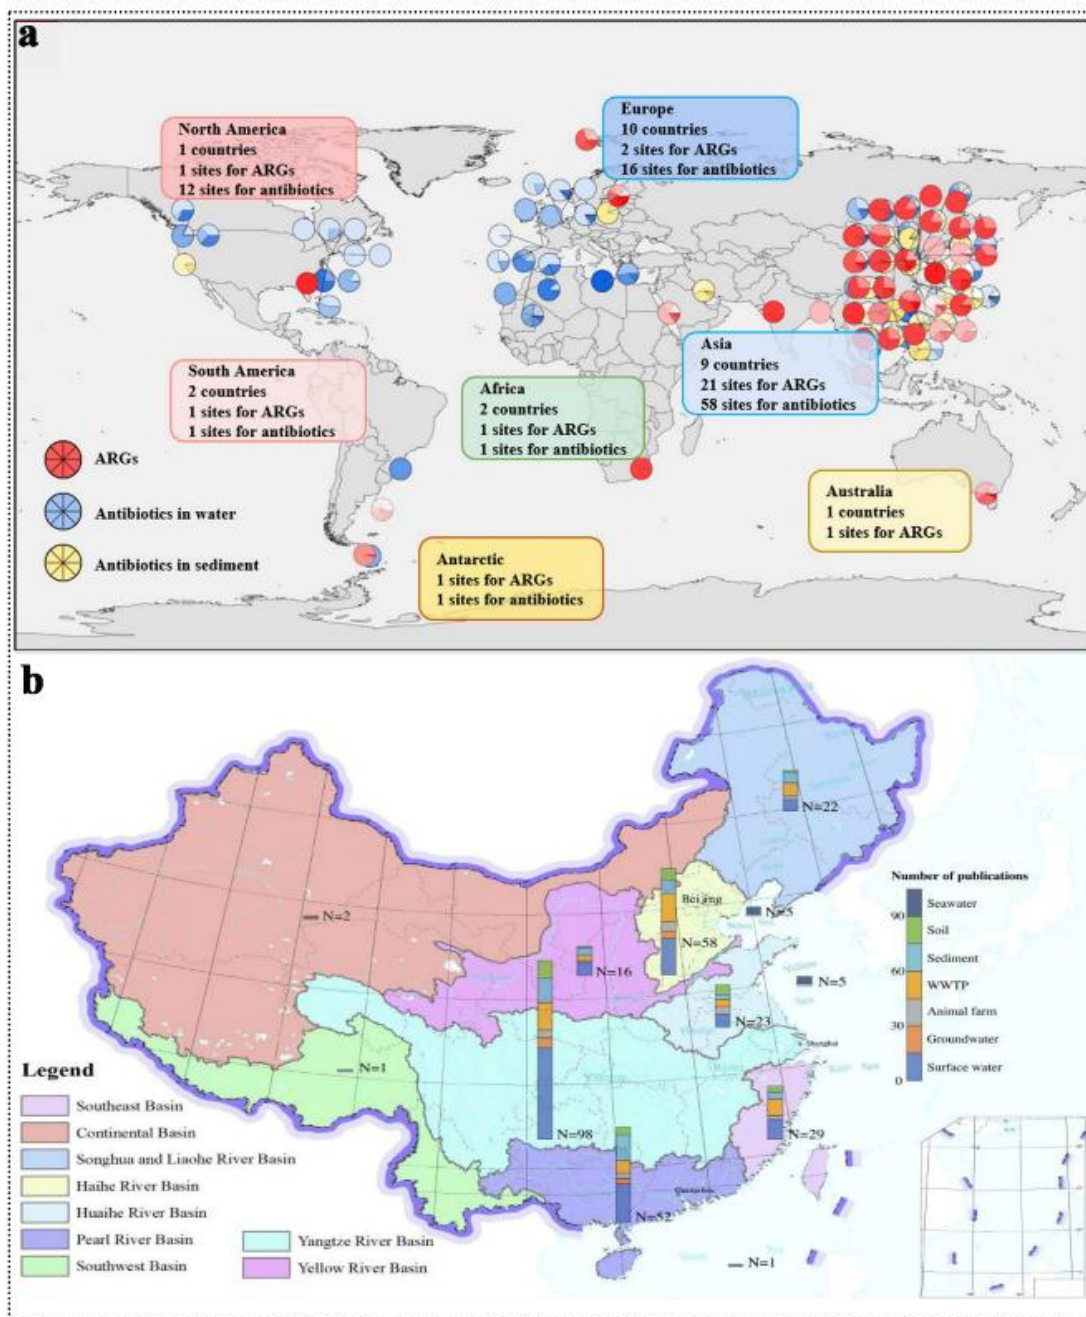 a
North America
1 countries
1 sites for ARGs
12 sites for antibiotics
Europe
10 countries
2 sites for ARGs
16 sites for antibiotics
South America
2 countries
1 sites for ARGs
1 sites for antibiotics
Africa
2 countries
1 sites for ARGs
1 sites for antibiotics
Asia
9 countries
21 sites for ARGs
58 sites for antibiotics
Australia
1 countries
1 sites for ARGs
Antarctic
1 sites for ARGs
1 sites for antibiotics
ARGs
Antibiotics in water
Antibiotics in sediment
b
N=22
N=2
Beijing
N=5
N=58
N=16
N=5
N=23
Shanghai
N=1
N=98
N=29
Guangzhou
N=52
N=1
Number of publications
90
60
30
0
Seawater
Soil
Sediment
WWTP
Animal farm
Groundwater
Surface water
Legend
Southeast Basin
Continental Basin
Songhua and Liaohe River Basin
Haihe River Basin
Huaihe River Basin
Pearl River Basin
Southwest Basin
Yangtze River Basin
Yellow River Basin